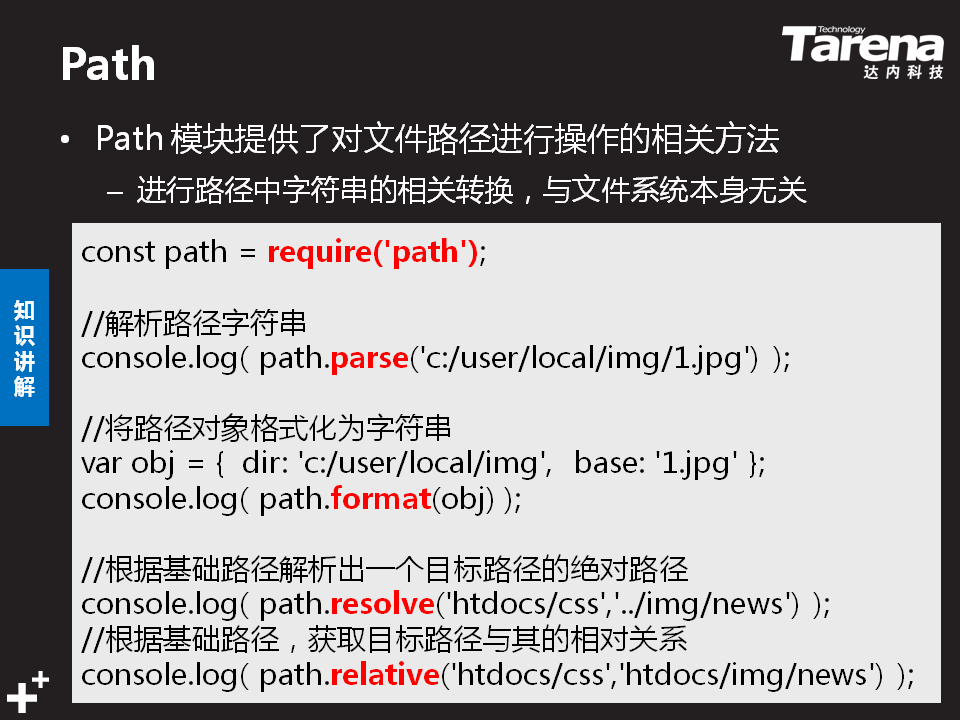 Technology
Tarena
达内科技
Path
• Path 模块提供了对文件路径进行操作的相关方法
– 进行路径中字符串的相关转换，与文件系统本身无关
知识讲解
const path = require('path');
//解析路径字符串
console.log( path.parse('c:/user/local/img/1.jpg') );
//将路径对象格式化为字符串
var obj = { dir: 'c:/user/local/img', base: '1.jpg' };
console.log( path.format(obj) );
//根据基础路径解析出一个目标路径的绝对路径
console.log( path.resolve('htdocs/css','../img/news') );
//根据基础路径，获取目标路径与其的相对关系
console.log( path.relative('htdocs/css','htdocs/img/news') );